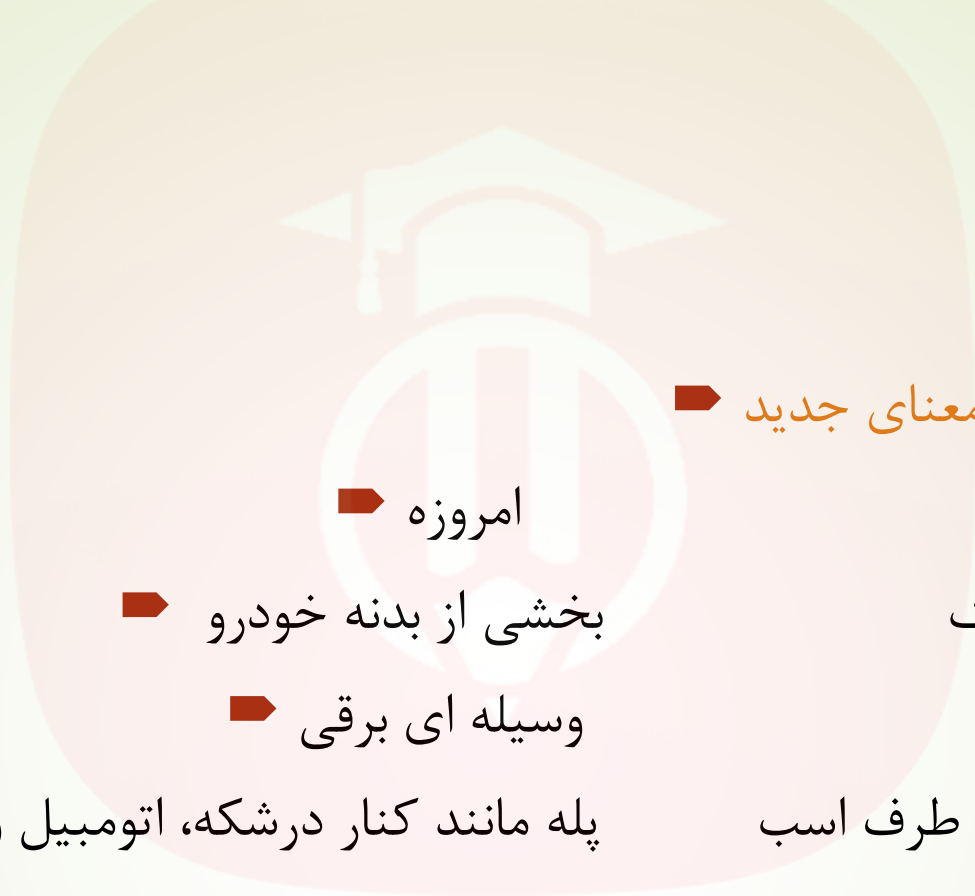 معنای جدید
امروزه
بخشی از بدنه خودرو
وسیله ای برقی
طرف اسب پله مانند کنار درشکه، اتومبیل